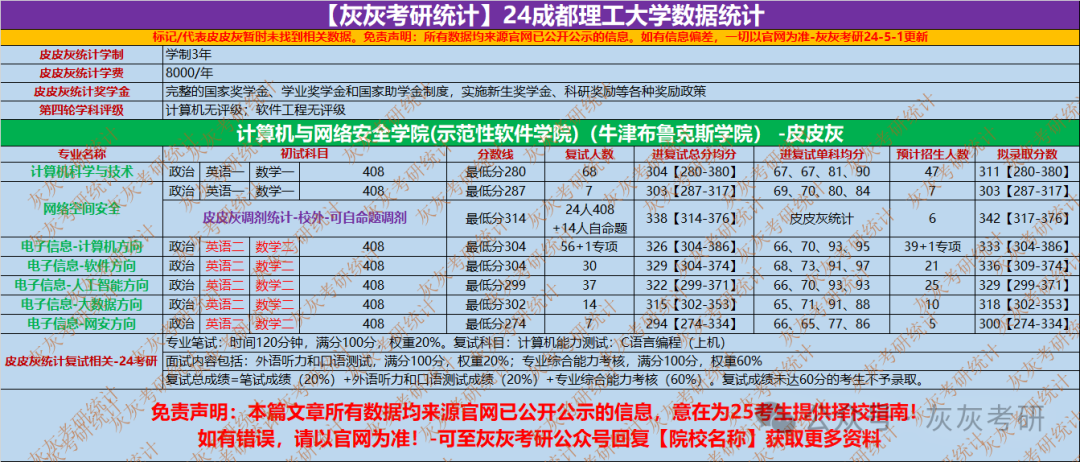 【灰灰考研统计】24成都理工大学数据统计
标记/代表皮皮灰暂时未找到相关数据。免责声明：所有数据均来源官网已公开公示的信息。如有信息偏差，一切以官网为准-灰灰考研24-5-1更新
皮皮灰统计学制 学制3年
皮皮灰统计学费 8000/年
皮皮灰统计奖学金 完整的国家奖学金、学业奖学金和国家助学金制度，实施新生奖学金、科研奖励等各种奖励政策
第四轮学科评级 计算机无评级；软件工程无评级
计算机与网络安全学院(示范性软件学院)（牛津布鲁克斯学院） -皮皮灰
专业名称 初试科目 分数线 复试人数 进复试总分均分 进复试单科均分 预计招生人数 拟录取分数
计算机科学与技术 政治 英语一 数学一 408 最低分280 68 304【280-380】 67、67、81、90 47 311【280-380】
网络空间安全 政治 英语一 数学一 408 最低分287 7 303【287-317】 69、70、80、84 7 303【287-317】
皮皮灰调剂统计-校外-可自命题调剂 最低分314 24人408 +14人自命题 338【314-376】 皮皮灰统计 6 342【317-376】
电子信息-计算机方向 政治 英语二 数学二 408 最低分304 56+1专项 326【304-386】 66、70、93、95 39+1专项 333【304-386】
电子信息-软件方向 政治 英语二 数学二 408 最低分304 30 329【304-374】 68、73、91、97 21 336【309-374】
电子信息-人工智能方向 政治 英语二 数学二 408 最低分299 37 322【299-371】 66、70、93、93 25 329【299-371】
电子信息-大数据方向 政治 英语二 数学二 408 最低分302 14 315【302-353】 65、71、91、88 10 318【302-353】
电子信息-网安方向 政治 英语二 数学二 408 最低分274 7 294【274-334】 66、65、77、86 5 300【274-334】
皮皮灰统计复试相关-24考研 专业笔试：时间120分钟，满分100分，权重20%。复试科目：计算机能力测试：C语言编程（上机）
面试内容包括：外语听力和口语测试，满分100分，权重20%；专业综合能力考核，满分100分，权重60%
复试总成绩=笔试成绩（20%）+外语听力和口语测试成绩（20%）+专业综合能力考核（60%）。复试成绩未达60分的考生不予录取。
免责声明：本篇文章所有数据均来源官网已公开公示的信息，意在为25考生提供择校指南！
如有错误，请以官网为准！-可至灰灰考研公众号回复【院校名称】获取更多资料
公众号 灰灰考研